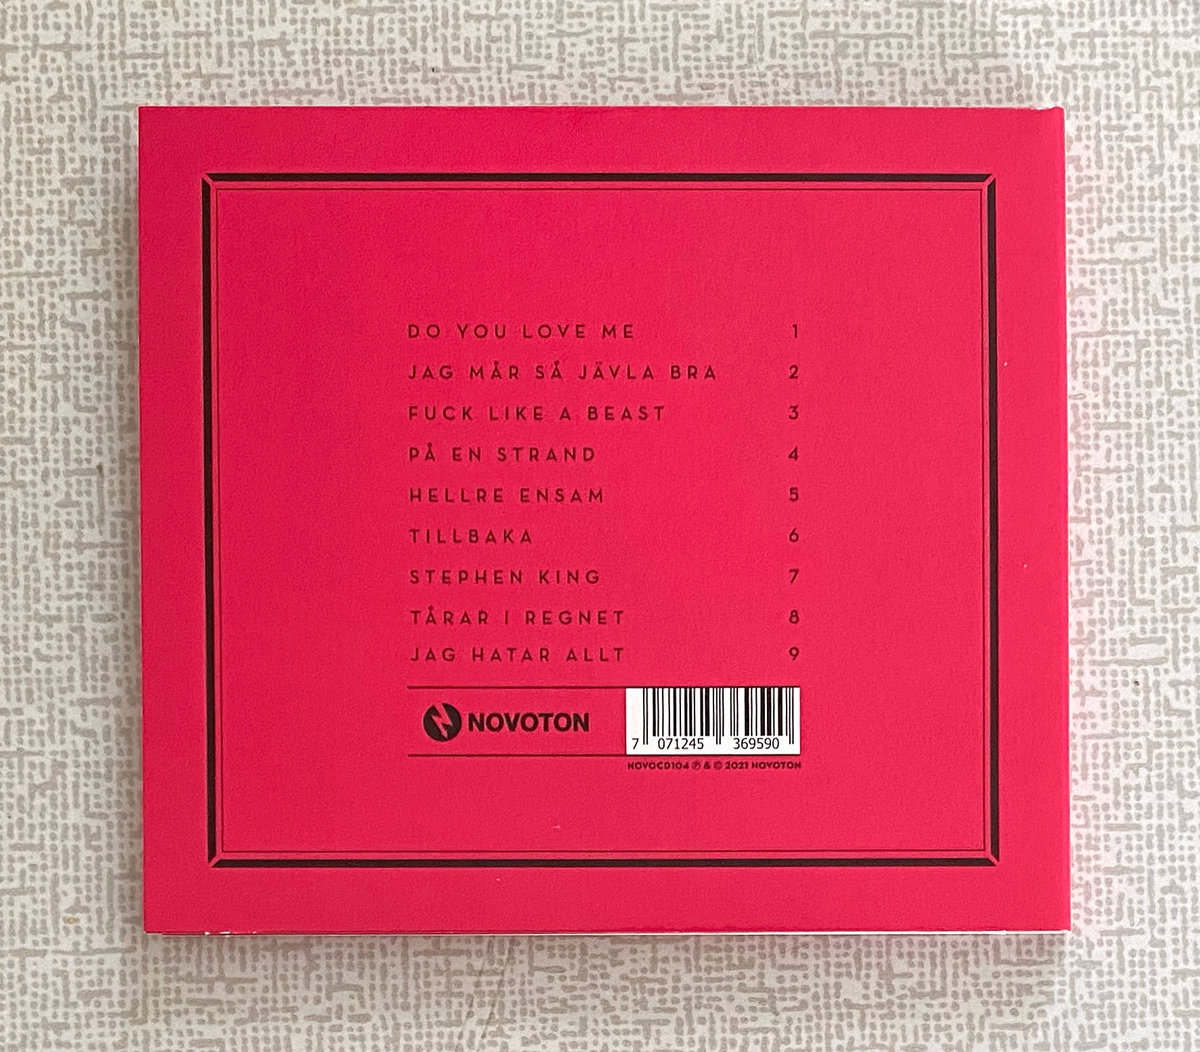 DO YOU LOVE ME 1
JAG MÅR SÅ JÄVLA BRA 2
FUCK LIKE A BEAST 3
PÅ EN STRAND 4
HELLRE ENSAM 5
TILLBAKA 6
STEPHEN KING 7
TÅRAR I REGNET 8
JAG HATAR ALLT 9
NOVOTON
7 071245 369590
NOVOCD104 ℗ & © 2021 NOVOTON